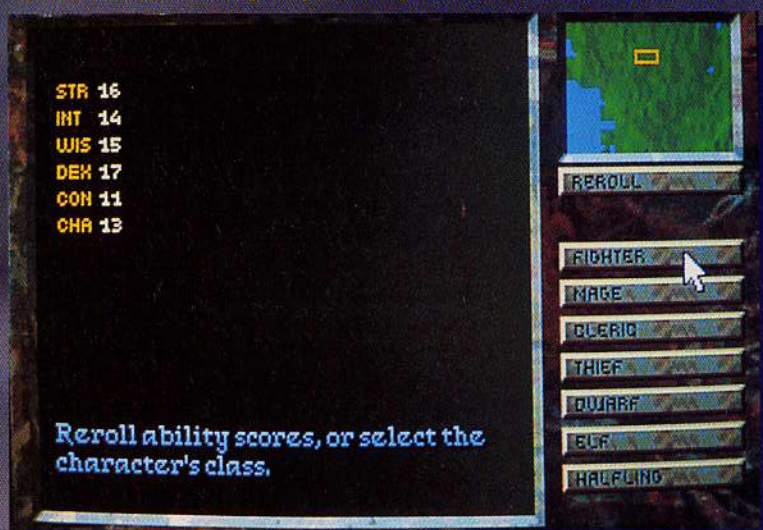 STR 16
INT 14
WIS 15
DEX 17
CON 11
CHA 13
Reroll ability scores, or select the
character's class.
REROLL
FIGHTER
MAGE
CLERIC
THIEF
DWARF
ELF
HALFLING